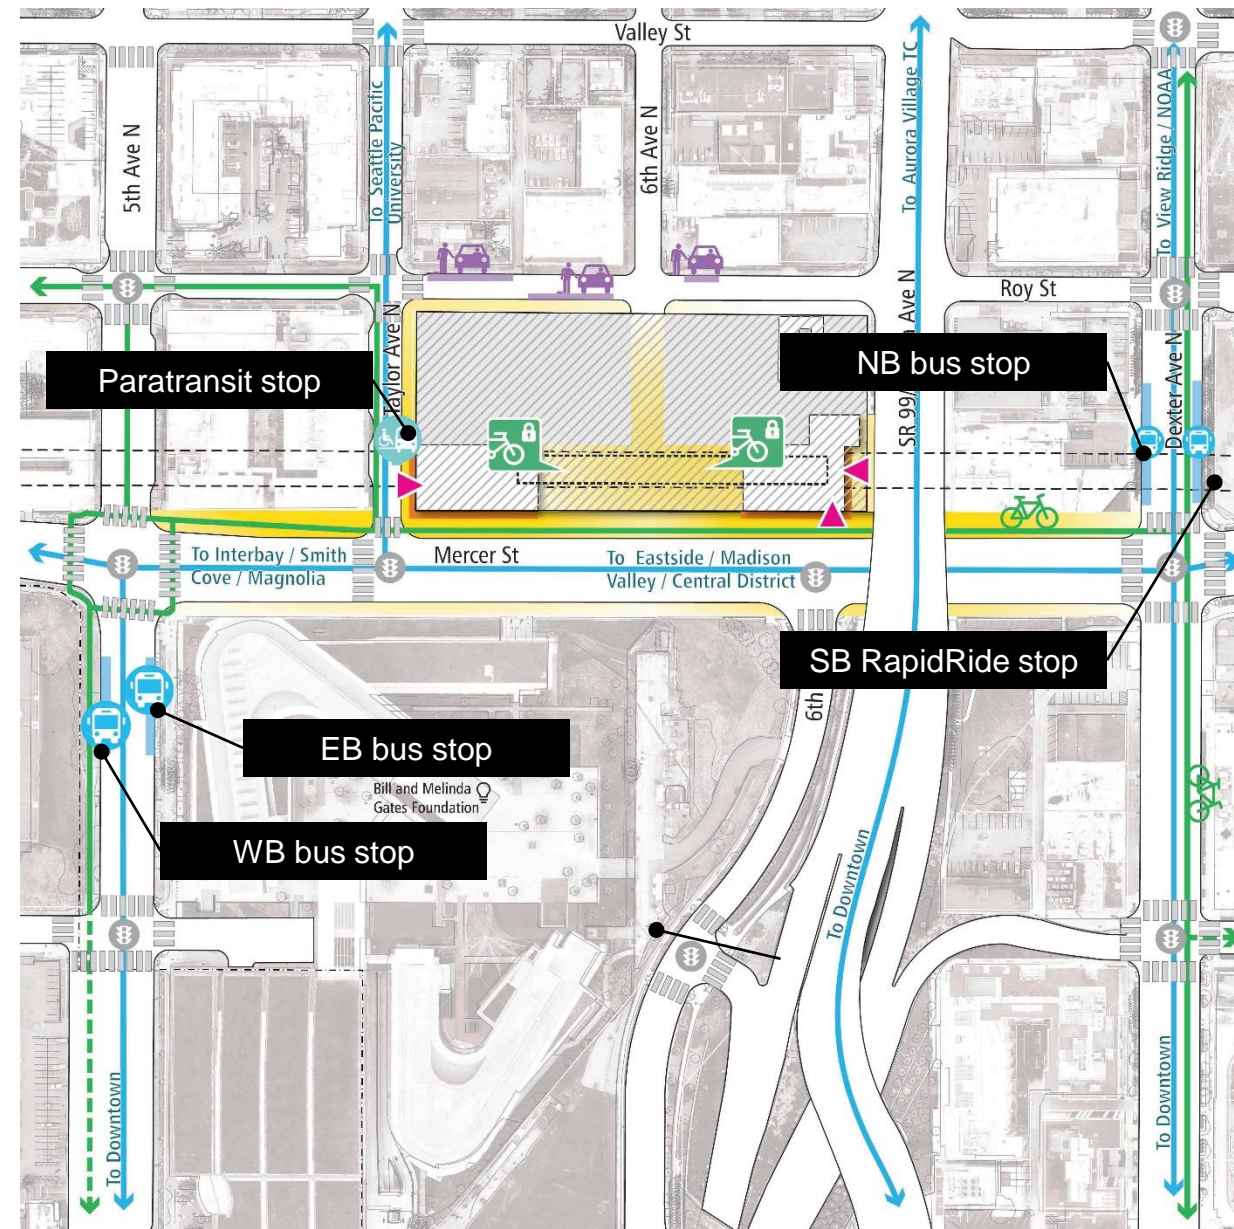 Valley St
5th Ave N
To Seattle Pacific
University
6th Ave N
To Aurora Village TC
To View Ridge / NOAA
Roy St
Paratransit stop
Taylor Ave N
NB bus stop
SR 99/
a Ave N
Dexter Ave N
To Interbay / Smith
Cove / Magnolia
Mercer St
To Eastside / Madison
Valley / Central District
SB RapidRide stop
6th
EB bus stop
Bill and Melinda
Gates Foundation
WB bus stop
To Downtown
To Downtown
To Downtown